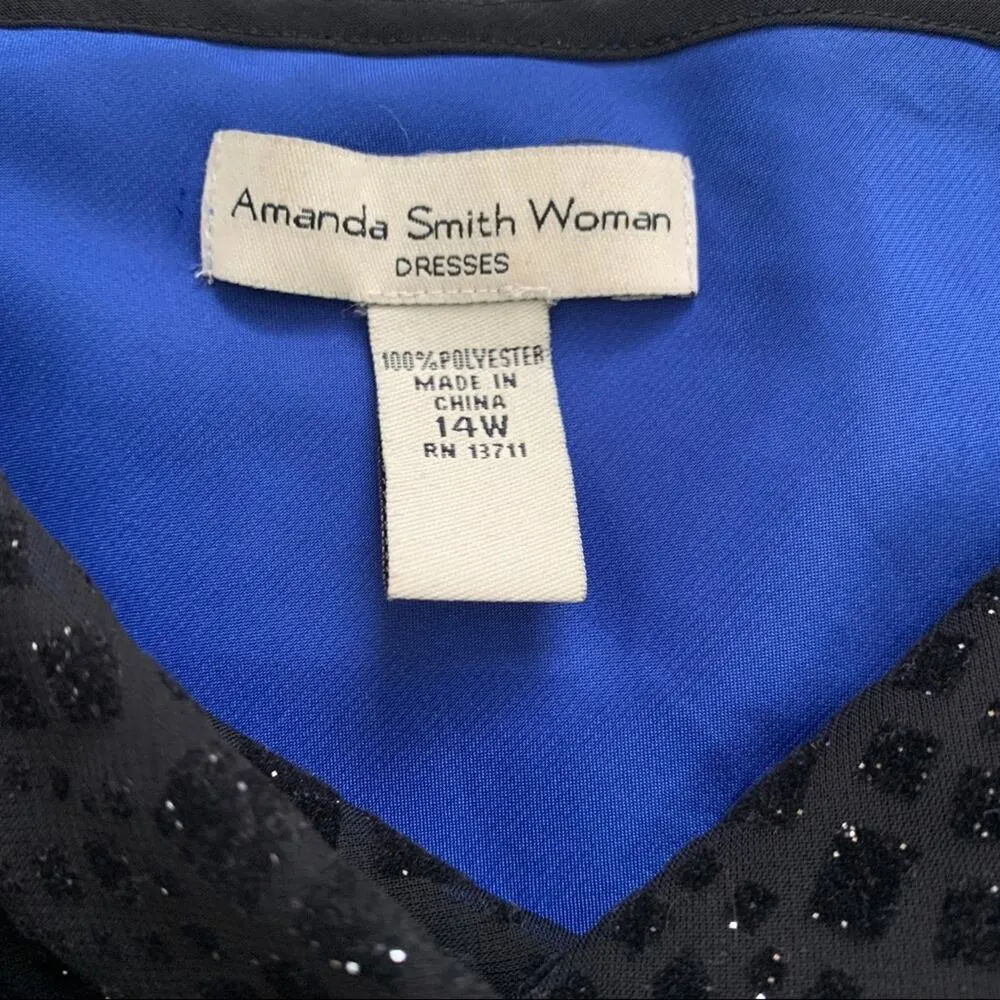 Amanda Smith Woman
DRESSES
100%POLYESTER
MADE IN
CHINA
14W
RN 13711